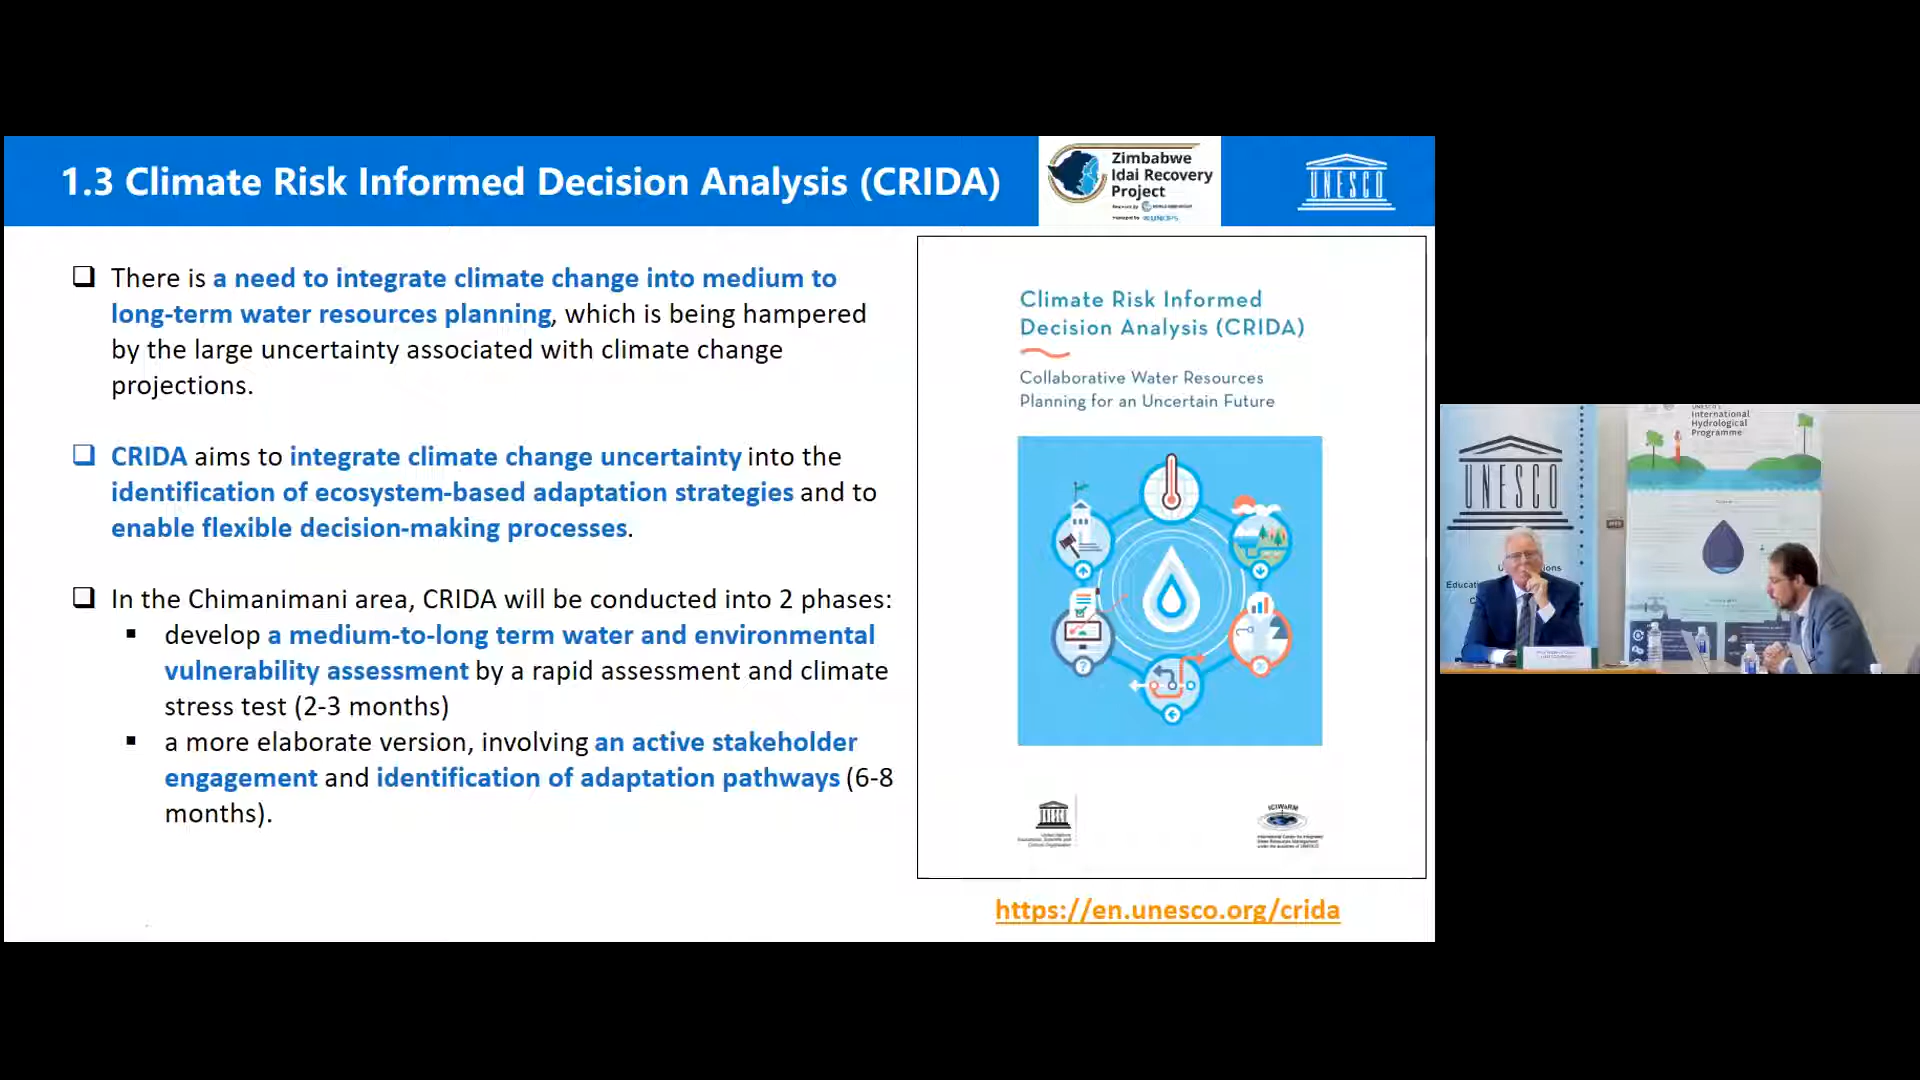 1.3 Climate Risk Informed Decision Analysis (CRIDA)
Zimbabwe
Idai Recovery
Project
UNESCO
There is a need to integrate climate change into medium to
long-term water resources planning, which is being hampered
by the large uncertainty associated with climate change
projections.
CRIDA aims to integrate climate change uncertainty into the
identification of ecosystem-based adaptation strategies and to
enable flexible decision-making processes.
In the Chimanimani area, CRIDA will be conducted into 2 phases:
develop a medium-to-long term water and environmental
vulnerability assessment by a rapid assessment and climate
stress test (2-3 months)
a more elaborate version, involving an active stakeholder
engagement and identification of adaptation pathways (6-8
months).
Climate Risk Informed
Decision Analysis (CRIDA)
Collaborative Water Resources
Planning for an Uncertain Future
ICIWaRM
https://en.unesco.org/crida
UNESCO
UNESCO's
International
Hydrological
Programme